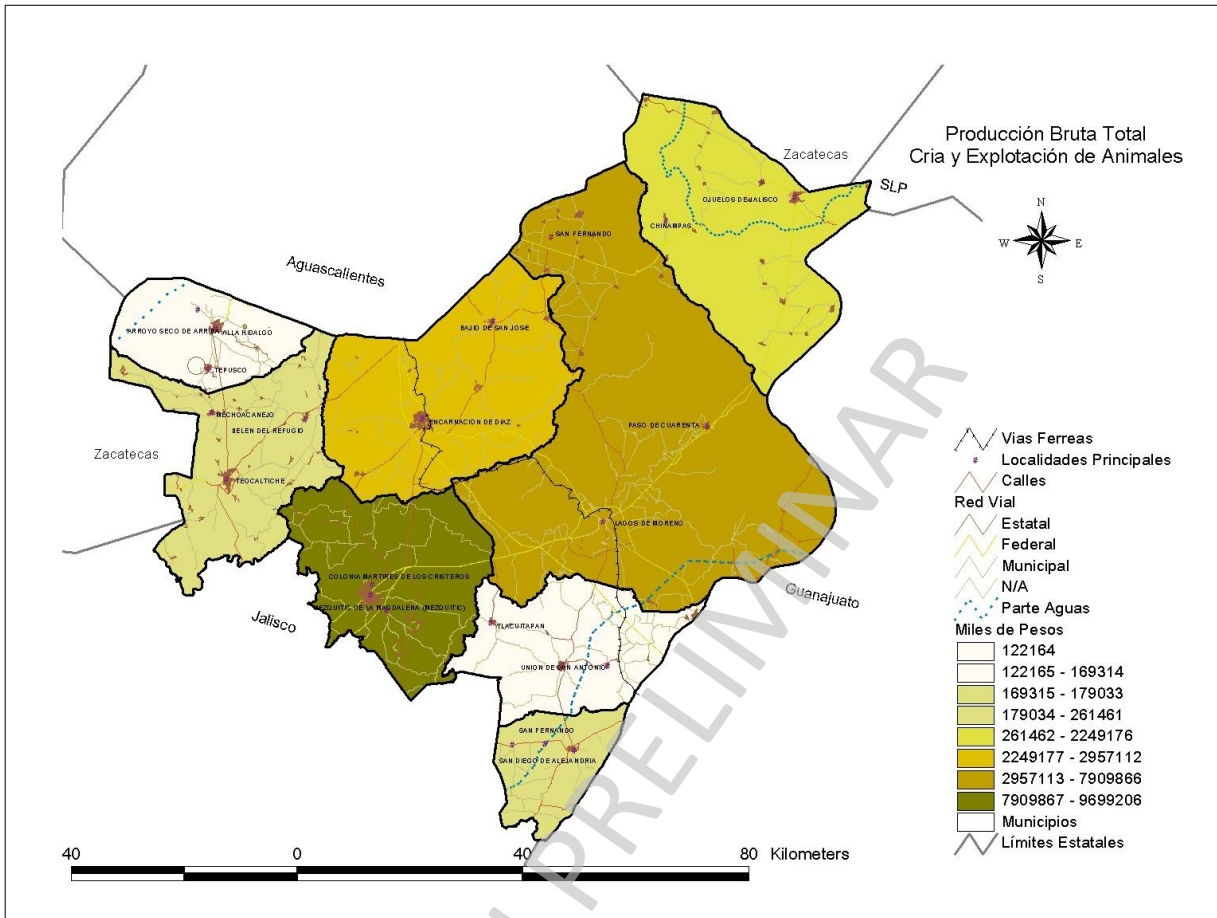 Producción Bruta Total
Cria y Explotación de Animales
Zacatecas
SLP
N
W
E
S
OJUELOS DE JALISCO
CHINAMPAS
SAN FERNANDO
Aguascalientes
BAJIO DE SAN JOSE
ARROYO SECO DE ARRIBA
VILLA HIDALGO
TEPUSCO
MECHOACANEJO
BELEN DEL REFUGIO
ENCARNACION DE DIAZ
PASO DE CUARENTA
Zacatecas
TEOCALTICHE
LAGOS DE MORENO
COLONIA MARTIRES DE LOS CRISTEROS
MEZQUITIC DE LA MAGDALENA (MEZQUITIC)
Jalisco
Guanajuato
TLACUITAPAN
UNION DE SAN ANTONIO
SAN FERNANDO
SAN DIEGO DE ALEJANDRIA
Vias Ferreas
Localidades Principales
Calles
Red Vial
Estatal
Federal
Municipal
N/A
Parte Aguas
Miles de Pesos
122164
122165 - 169314
169315 - 179033
179034 - 261461
261462 - 2249176
2249177 - 2957112
2957113 - 7909866
7909867 - 9699206
Municipios
Límites Estatales
40 0 40 80 Kilometers
PRELIMINAR